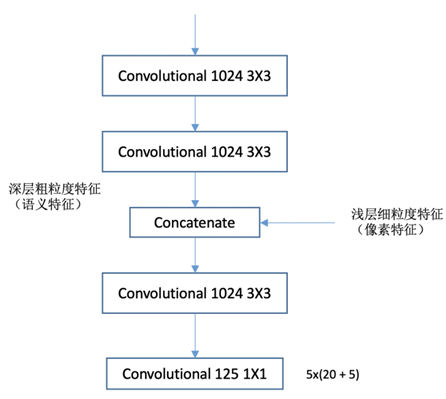 Convolutional 1024 3X3
Convolutional 1024 3X3
深层粗粒度特征
（语义特征）
Concatenate
浅层细粒度特征
（像素特征）
Convolutional 1024 3X3
Convolutional 125 1X1
5x(20 + 5)